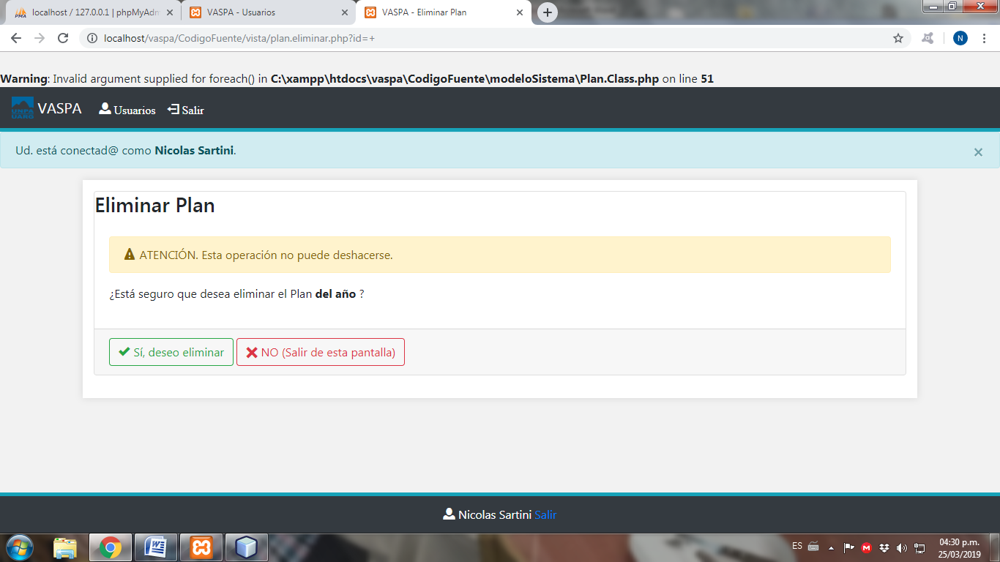 localhost / 127.0.0.1 | phpMyAdm
VASPA - Usuarios
VASPA - Eliminar Plan
localhost/vaspa/CodigoFuente/vista/plan.eliminar.php?id=+
N
Warning: Invalid argument supplied for foreach() in C:\xampp\htdocs\vaspa\CodigoFuente\modeloSistema\Plan.Class.php on line 51
UNPA
UARG
VASPA
Usuarios
Salir
Ud. está conectad@ como Nicolas Sartini.
Eliminar Plan
ATENCIÓN. Esta operación no puede deshacerse.
¿Está seguro que desea eliminar el Plan del año ?
Sí, deseo eliminar
NO (Salir de esta pantalla)
Nicolas Sartini Salir
ES
04:30 p.m.
25/03/2019